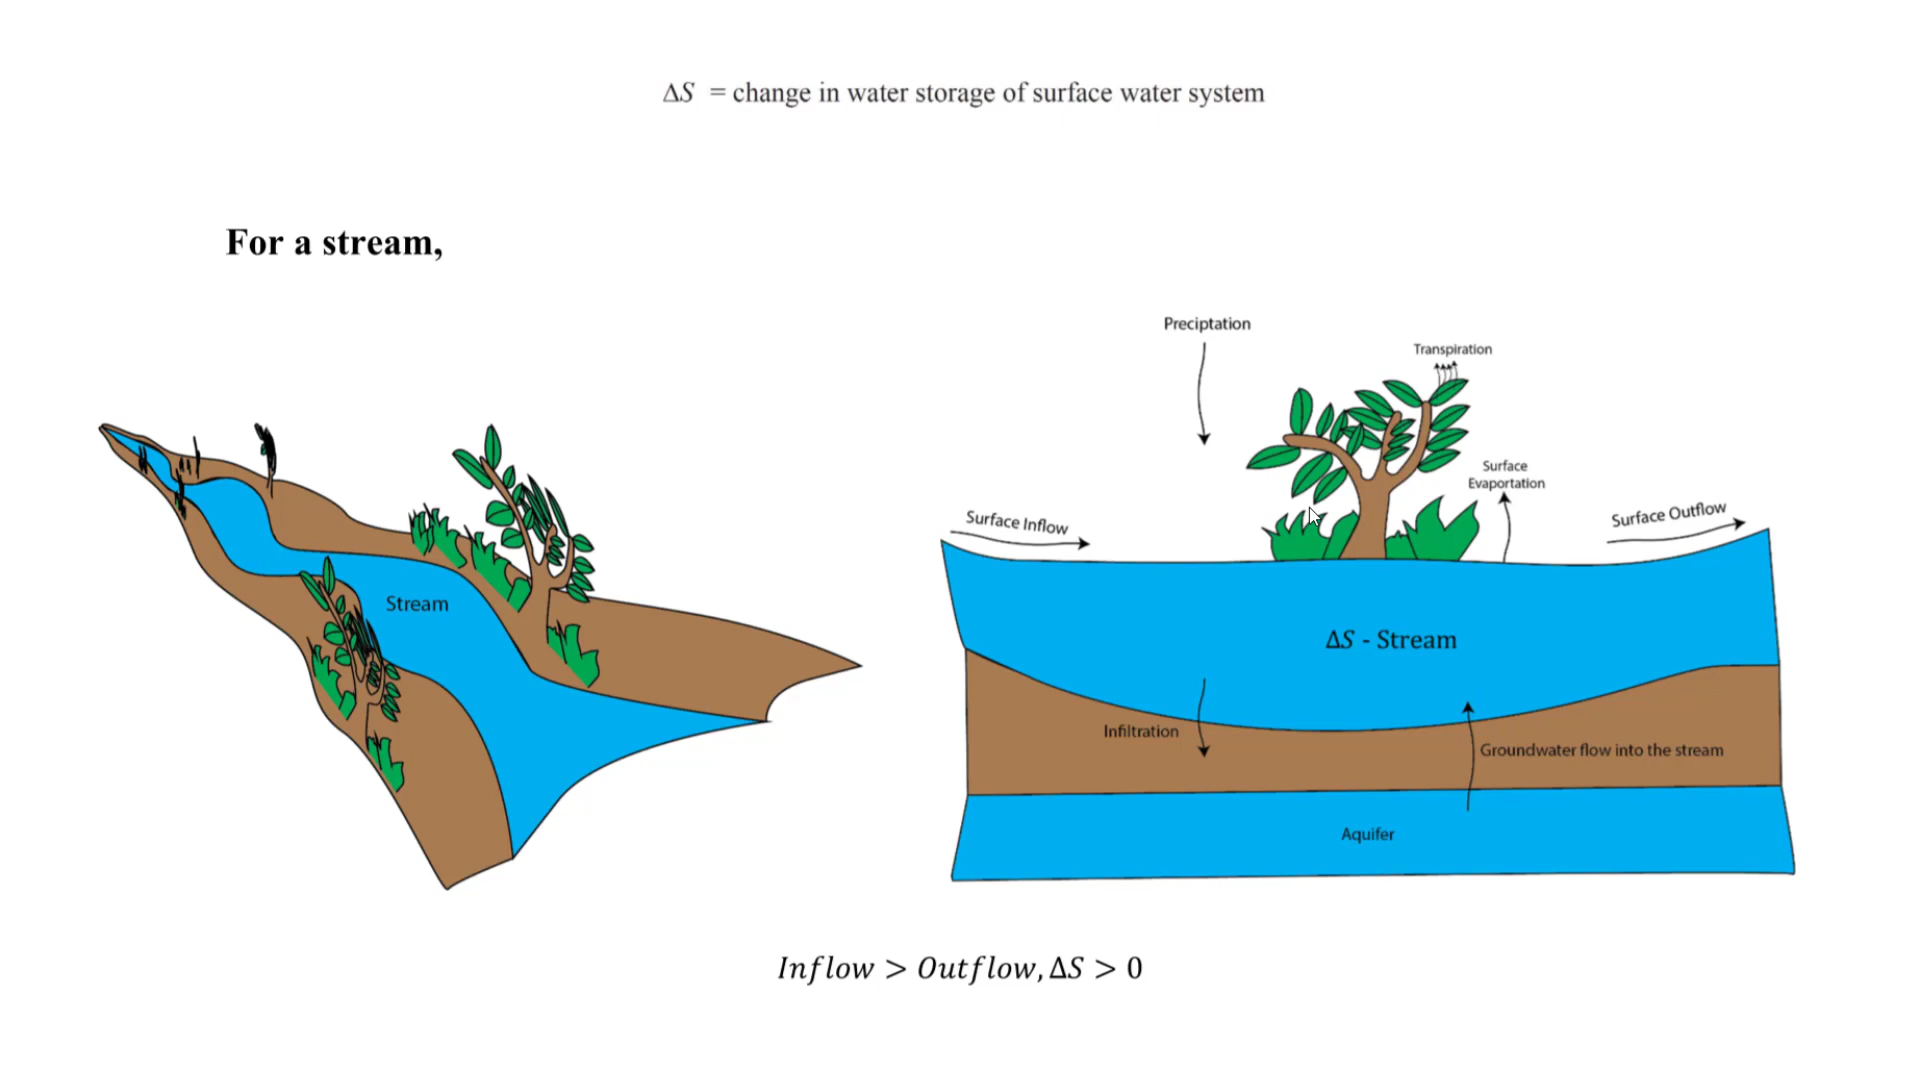 ΔS = change in water storage of surface water system
For a stream,
Stream
Preciptation
Transpiration
Surface
Evaportation
Surface Inflow
Surface Outflow
ΔS - Stream
Infiltration
Groundwater flow into the stream
Aquifer
Inflow > Outflow, ΔS > 0